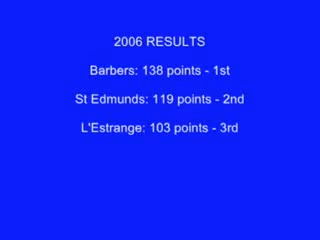 2006 RESULTS
Barbers: 138 points - 1st
St Edmunds: 119 points - 2nd
L'Estrange: 103 points - 3rd